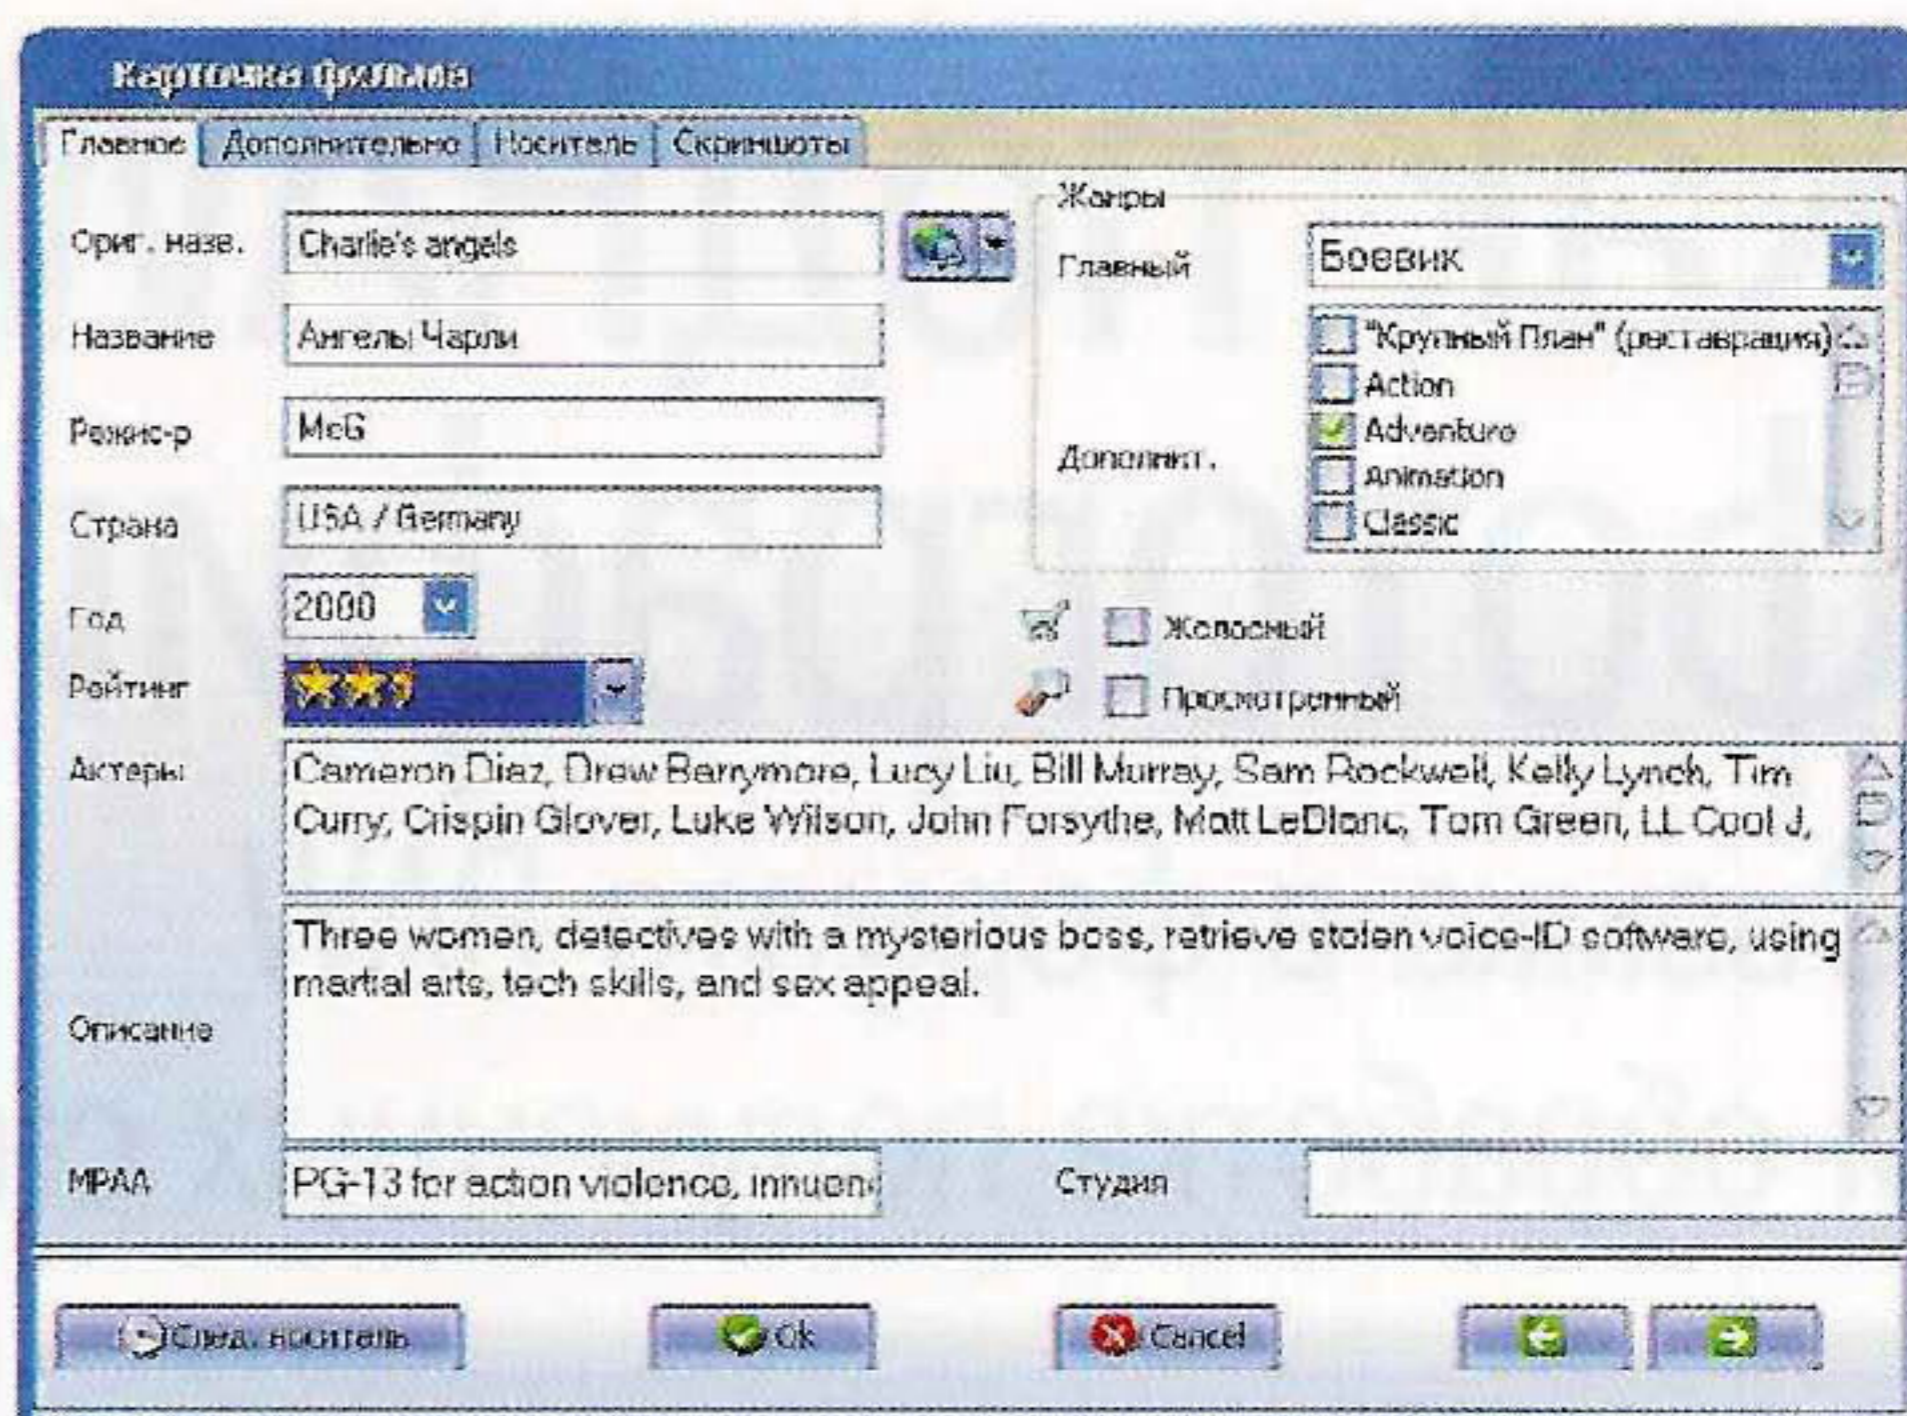 Карточка фильма
Главное Дополнительно Носитель Скриншоты
Ориг. назв. Charlie's angels
Название Ангелы Чарли
Режис-р McG
Страна USA / Germany
Год 2000
Рейтинг
Жанры
Главный Боевик
Дополнит.
"Крупный План" (реставрация)
Action
Adventure
Animation
Classic
Желаемый
Просмотренный
Актеры Cameron Diaz, Drew Barrymore, Lucy Liu, Bill Murray, Sam Rockwell, Kelly Lynch, Tim
Curry, Crispin Glover, Luke Wilson, John Forsythe, Matt LeBlanc, Tom Green, LL Cool J,
Описание Three women, detectives with a mysterious boss, retrieve stolen voice-ID software, using
martial arts, tech skills, and sex appeal.
MPAA PG-13 for action violence, innuen
Студия
След. носитель Ok Cancel